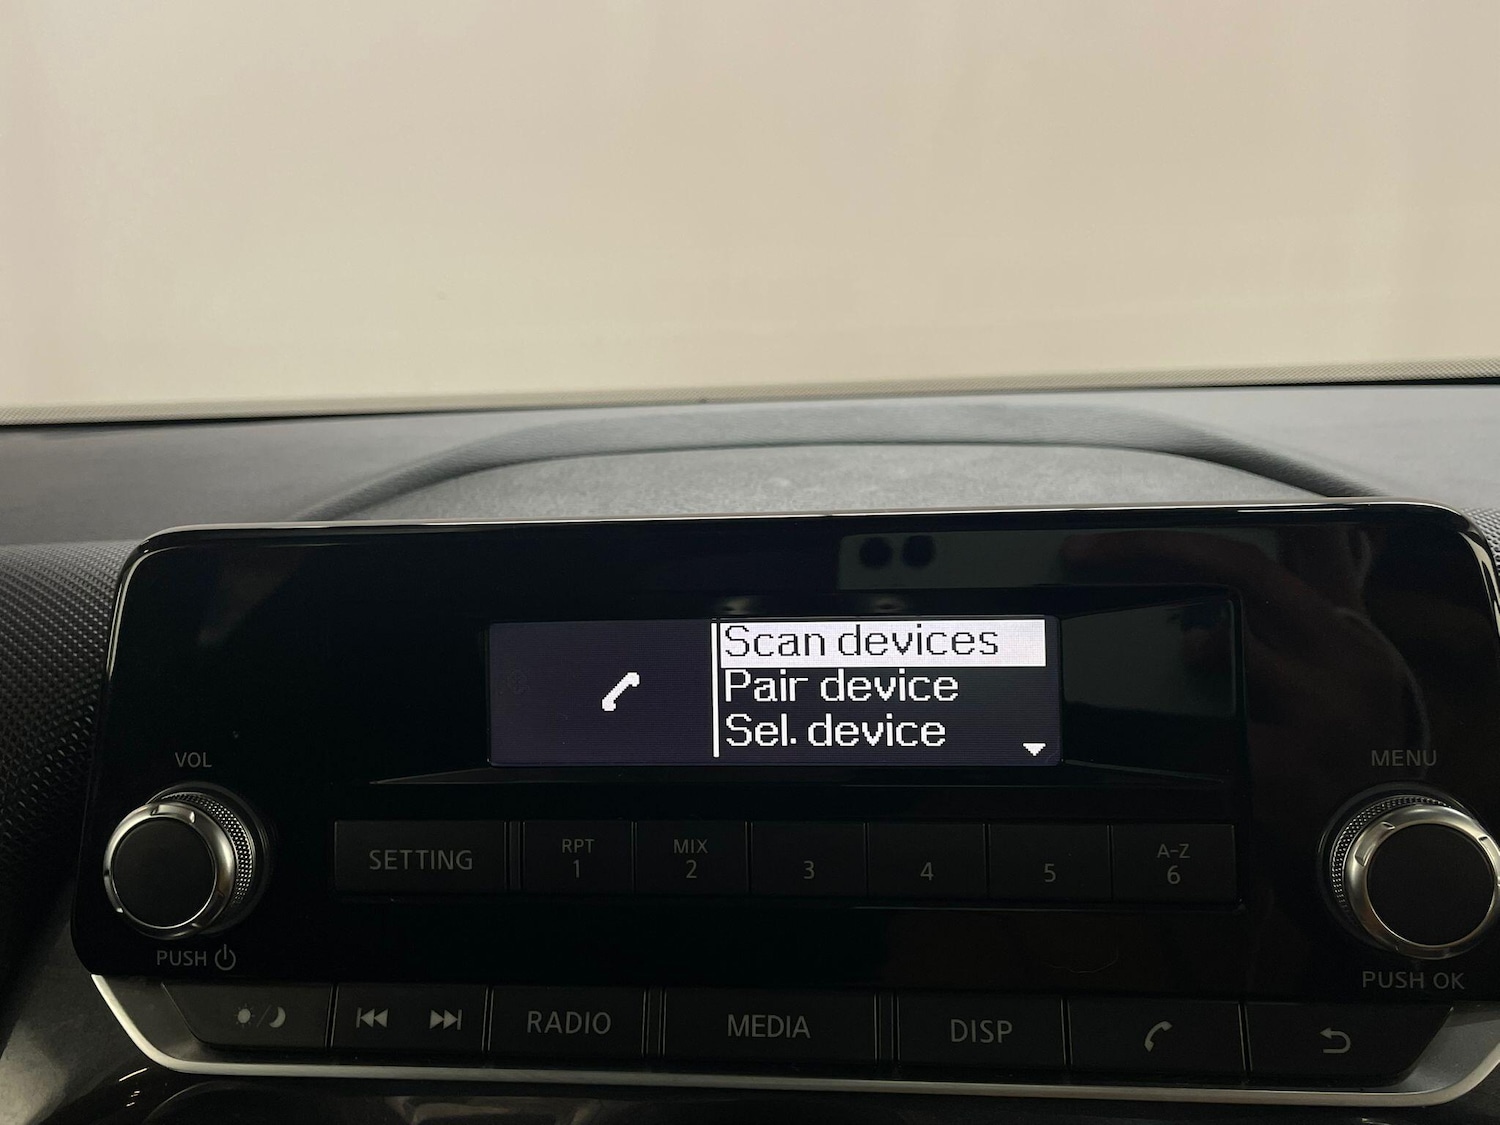 Scan devices
Pair device
Sel. device
VOL
MENU
SETTING
RPT
1
MIX
2
3
4
5
A-Z
6
PUSH
PUSH OK
RADIO
MEDIA
DISP